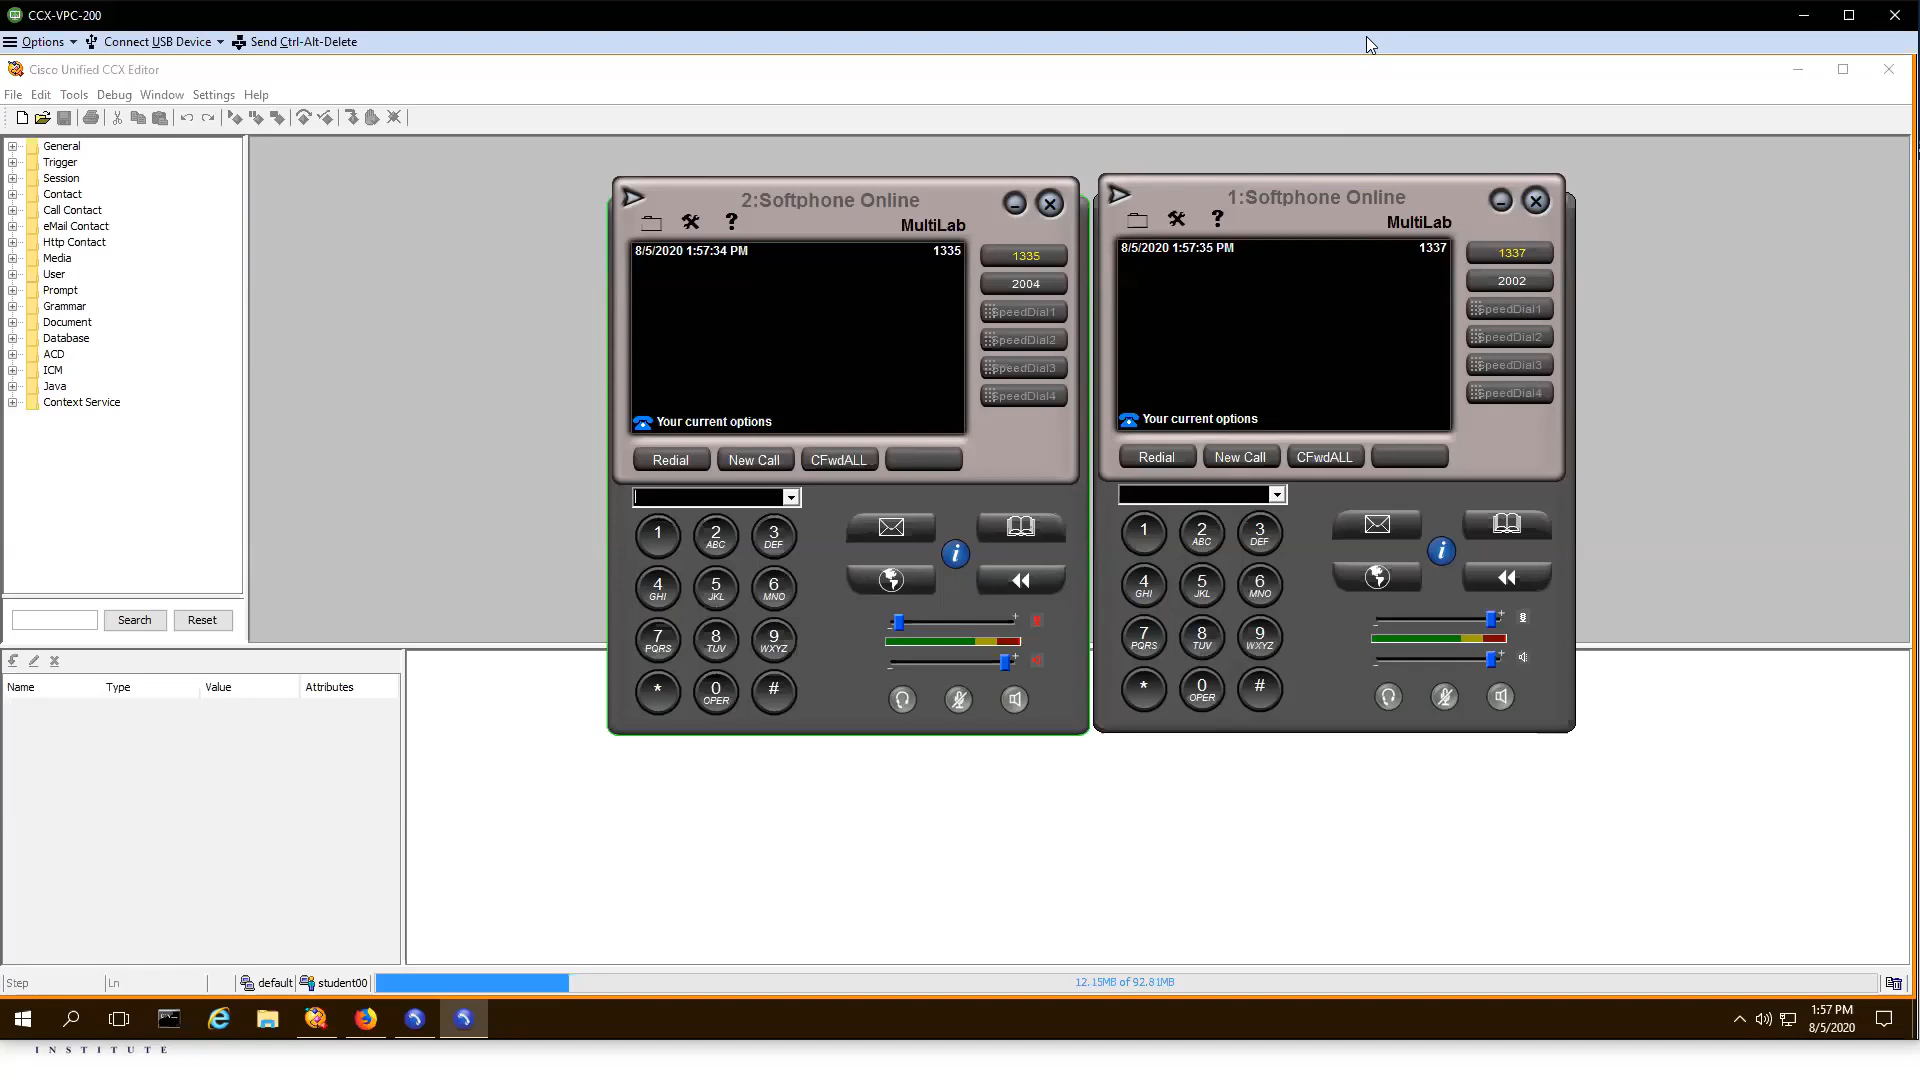 CCX-VPC-200
Options
Connect USB Device
Send Ctrl-Alt-Delete
Cisco Unified CCX Editor
File Edit Tools Debug Window Settings Help
General
Trigger
Session
Contact
Call Contact
eMail Contact
Http Contact
Media
User
Prompt
Grammar
Document
Database
ACD
ICM
Java
Context Service
Search
Reset
Name Type Value Attributes
2:Softphone Online
MultiLab
8/5/2020 1:57:34 PM 1335
Your current options
1335
2004
SpeedDial1
SpeedDial2
SpeedDial3
SpeedDial4
Redial New Call CFwdALL
1 2 3
ABC DEF
4 5 6
GHI JKL MNO
7 8 9
PQRS TUV WXYZ
* 0 #
OPER
i
1:Softphone Online
MultiLab
8/5/2020 1:57:35 PM 1337
Your current options
1337
2002
SpeedDial1
SpeedDial2
SpeedDial3
SpeedDial4
Redial New Call CFwdALL
1 2 3
ABC DEF
4 5 6
GHI JKL MNO
7 8 9
PQRS TUV WXYZ
* 0 #
OPER
i
Step Ln default student00 12.15MB of 92.81MB
1:57 PM
8/5/2020
INSTITUTE